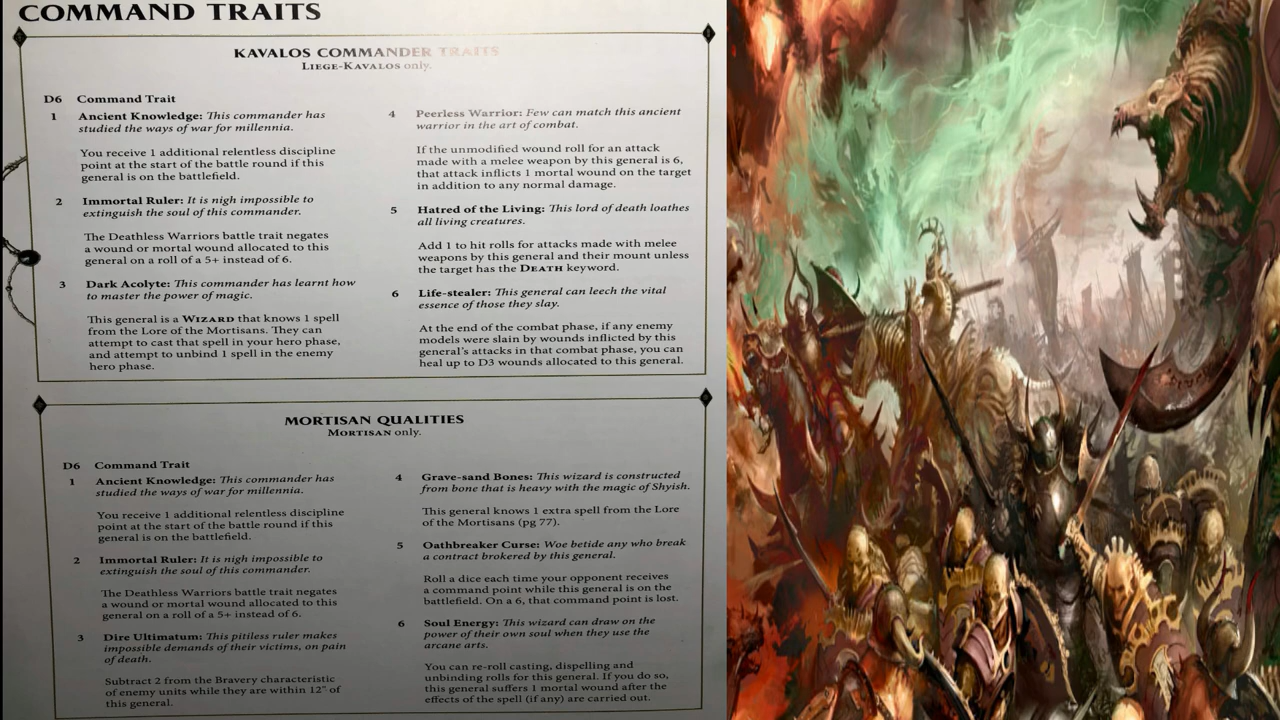 COMMAND TRAITS
KAVALOS COMMANDER TRAITS
LIEGE-KAVALOS only.
D6 Command Trait
1 Ancient Knowledge: This commander has
studied the ways of war for millennia.
You receive 1 additional relentless discipline
point at the start of the battle round if this
general is on the battlefield.
2 Immortal Ruler: It is nigh impossible to
extinguish the soul of this commander.
The Deathless Warriors battle trait negates
a wound or mortal wound allocated to this
general on a roll of a 5+ instead of 6.
3 Dark Acolyte: This commander has learnt how
to master the power of magic.
This general is a WIZARD that knows 1 spell
from the Lore of the Mortisans. They can
attempt to cast that spell in your hero phase,
and attempt to unbind 1 spell in the enemy
hero phase.
4 Peerless Warrior: Few can match this ancient
warrior in the art of combat.
If the unmodified wound roll for an attack
made with a melee weapon by this general is 6,
that attack inflicts 1 mortal wound on the target
in addition to any normal damage.
5 Hatred of the Living: This lord of death loathes
all living creatures.
Add 1 to hit rolls for attacks made with melee
weapons by this general and their mount unless
the target has the DEATH keyword.
6 Life-stealer: This general can leech the vital
essence of those they slay.
At the end of the combat phase, if any enemy
models were slain by wounds inflicted by this
general's attacks in that combat phase, you can
heal up to D3 wounds allocated to this general.
MORTISAN QUALITIES
MORTISAN only.
D6 Command Trait
1 Ancient Knowledge: This commander has
studied the ways of war for millennia.
You receive 1 additional relentless discipline
point at the start of the battle round if this
general is on the battlefield.
2 Immortal Ruler: It is nigh impossible to
extinguish the soul of this commander.
The Deathless Warriors battle trait negates
a wound or mortal wound allocated to this
general on a roll of a 5+ instead of 6.
3 Dire Ultimatum: This pitiless ruler makes
impossible demands of their victims, on pain
of death.
Subtract 2 from the Bravery characteristic
of enemy units while they are within 12" of
this general.
4 Grave-sand Bones: This wizard is constructed
from bone that is heavy with the magic of Shyish.
This general knows 1 extra spell from the Lore
of the Mortisans (pg 77).
5 Oathbreaker Curse: Woe betide any who break
a contract brokered by this general.
Roll a dice each time your opponent receives
a command point while this general is on the
battlefield. On a 6, that command point is lost.
6 Soul Energy: This wizard can draw on the
power of their own soul when they use the
arcane arts.
You can re-roll casting, dispelling and
unbinding rolls for this general. If you do so,
this general suffers 1 mortal wound after the
effects of the spell (if any) are carried out.